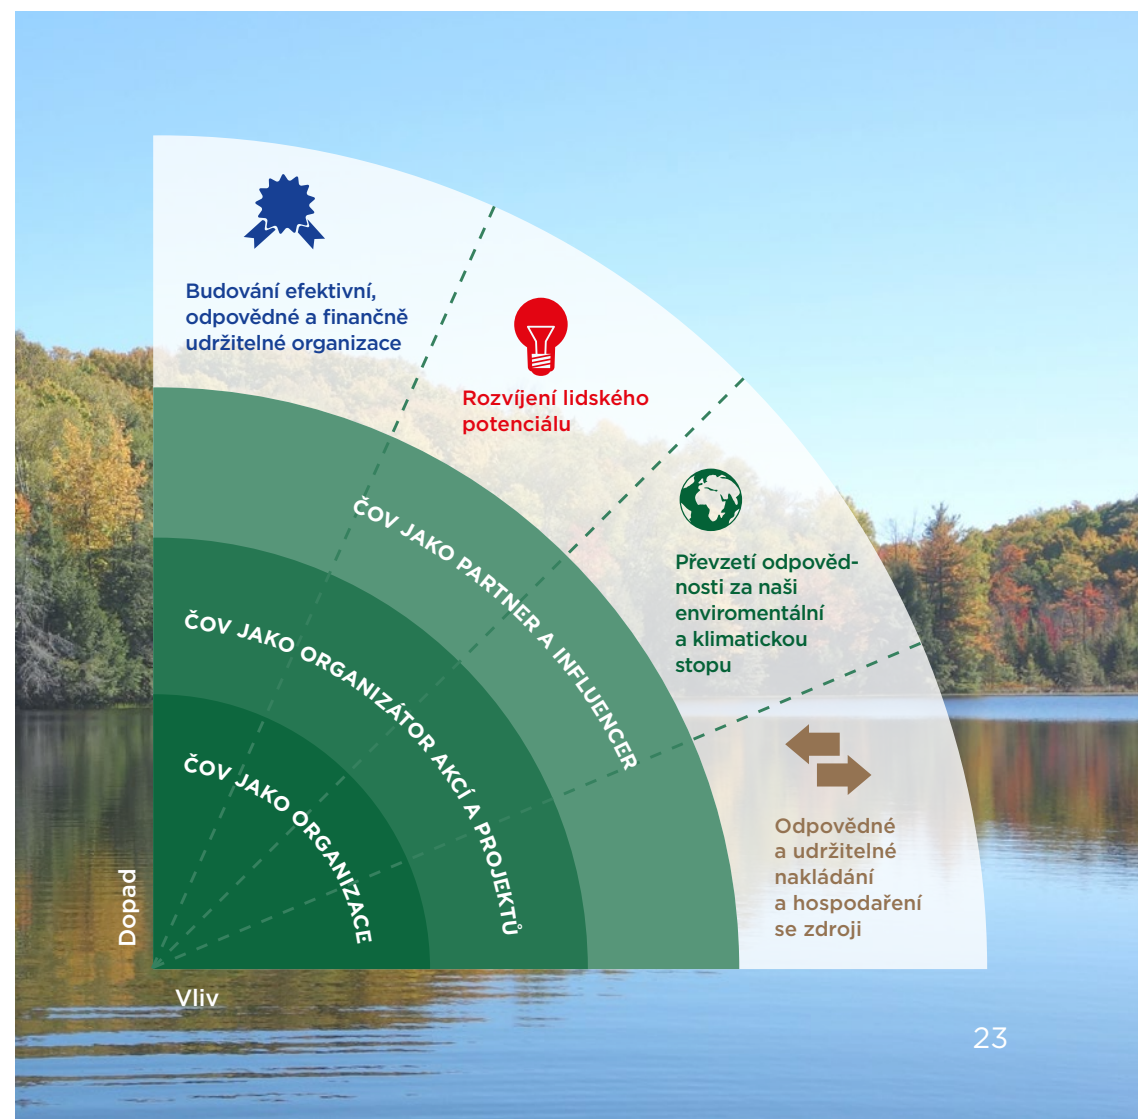 Budování efektivní,
odpovědné a finančně
udržitelné organizace
Rozvíjení lidského
potenciálu
Převzetí odpověd-
nosti za naši
enviromentální
a klimatickou
stopu
Odpovědné
a udržitelné
nakládání
a hospodaření
se zdroji
ČOV JAKO PARTNER A INFLUENCER
ČOV JAKO ORGANIZÁTOR AKCÍ A PROJEKTŮ
ČOV JAKO ORGANIZACE
Dopad
Vliv
23